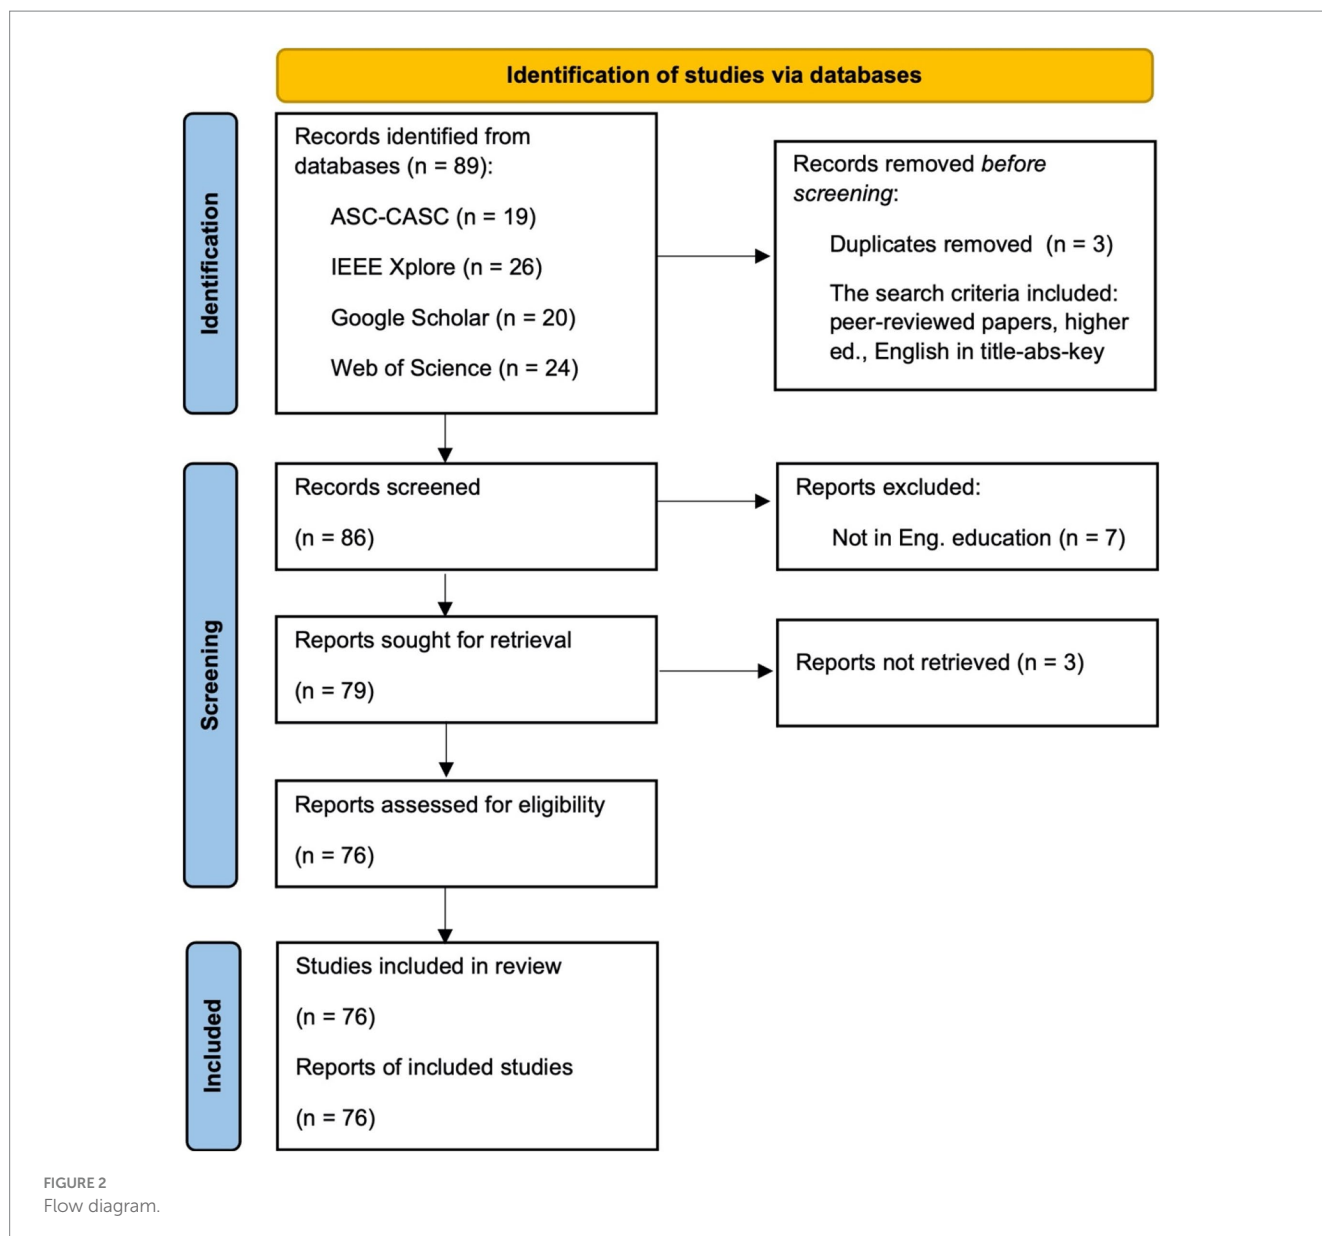 Identification of studies via databases
Identification
Records identified from
databases (n = 89):
ASC-CASC (n = 19)
IEEE Xplore (n = 26)
Google Scholar (n = 20)
Web of Science (n = 24)
Records removed before
screening:
Duplicates removed (n = 3)
The search criteria included:
peer-reviewed papers, higher
ed., English in title-abs-key
Screening
Records screened
(n = 86)
Reports excluded:
Not in Eng. education (n = 7)
Reports sought for retrieval
(n = 79)
Reports not retrieved (n = 3)
Reports assessed for eligibility
(n = 76)
Included
Studies included in review
(n = 76)
Reports of included studies
(n = 76)
FIGURE 2
Flow diagram.